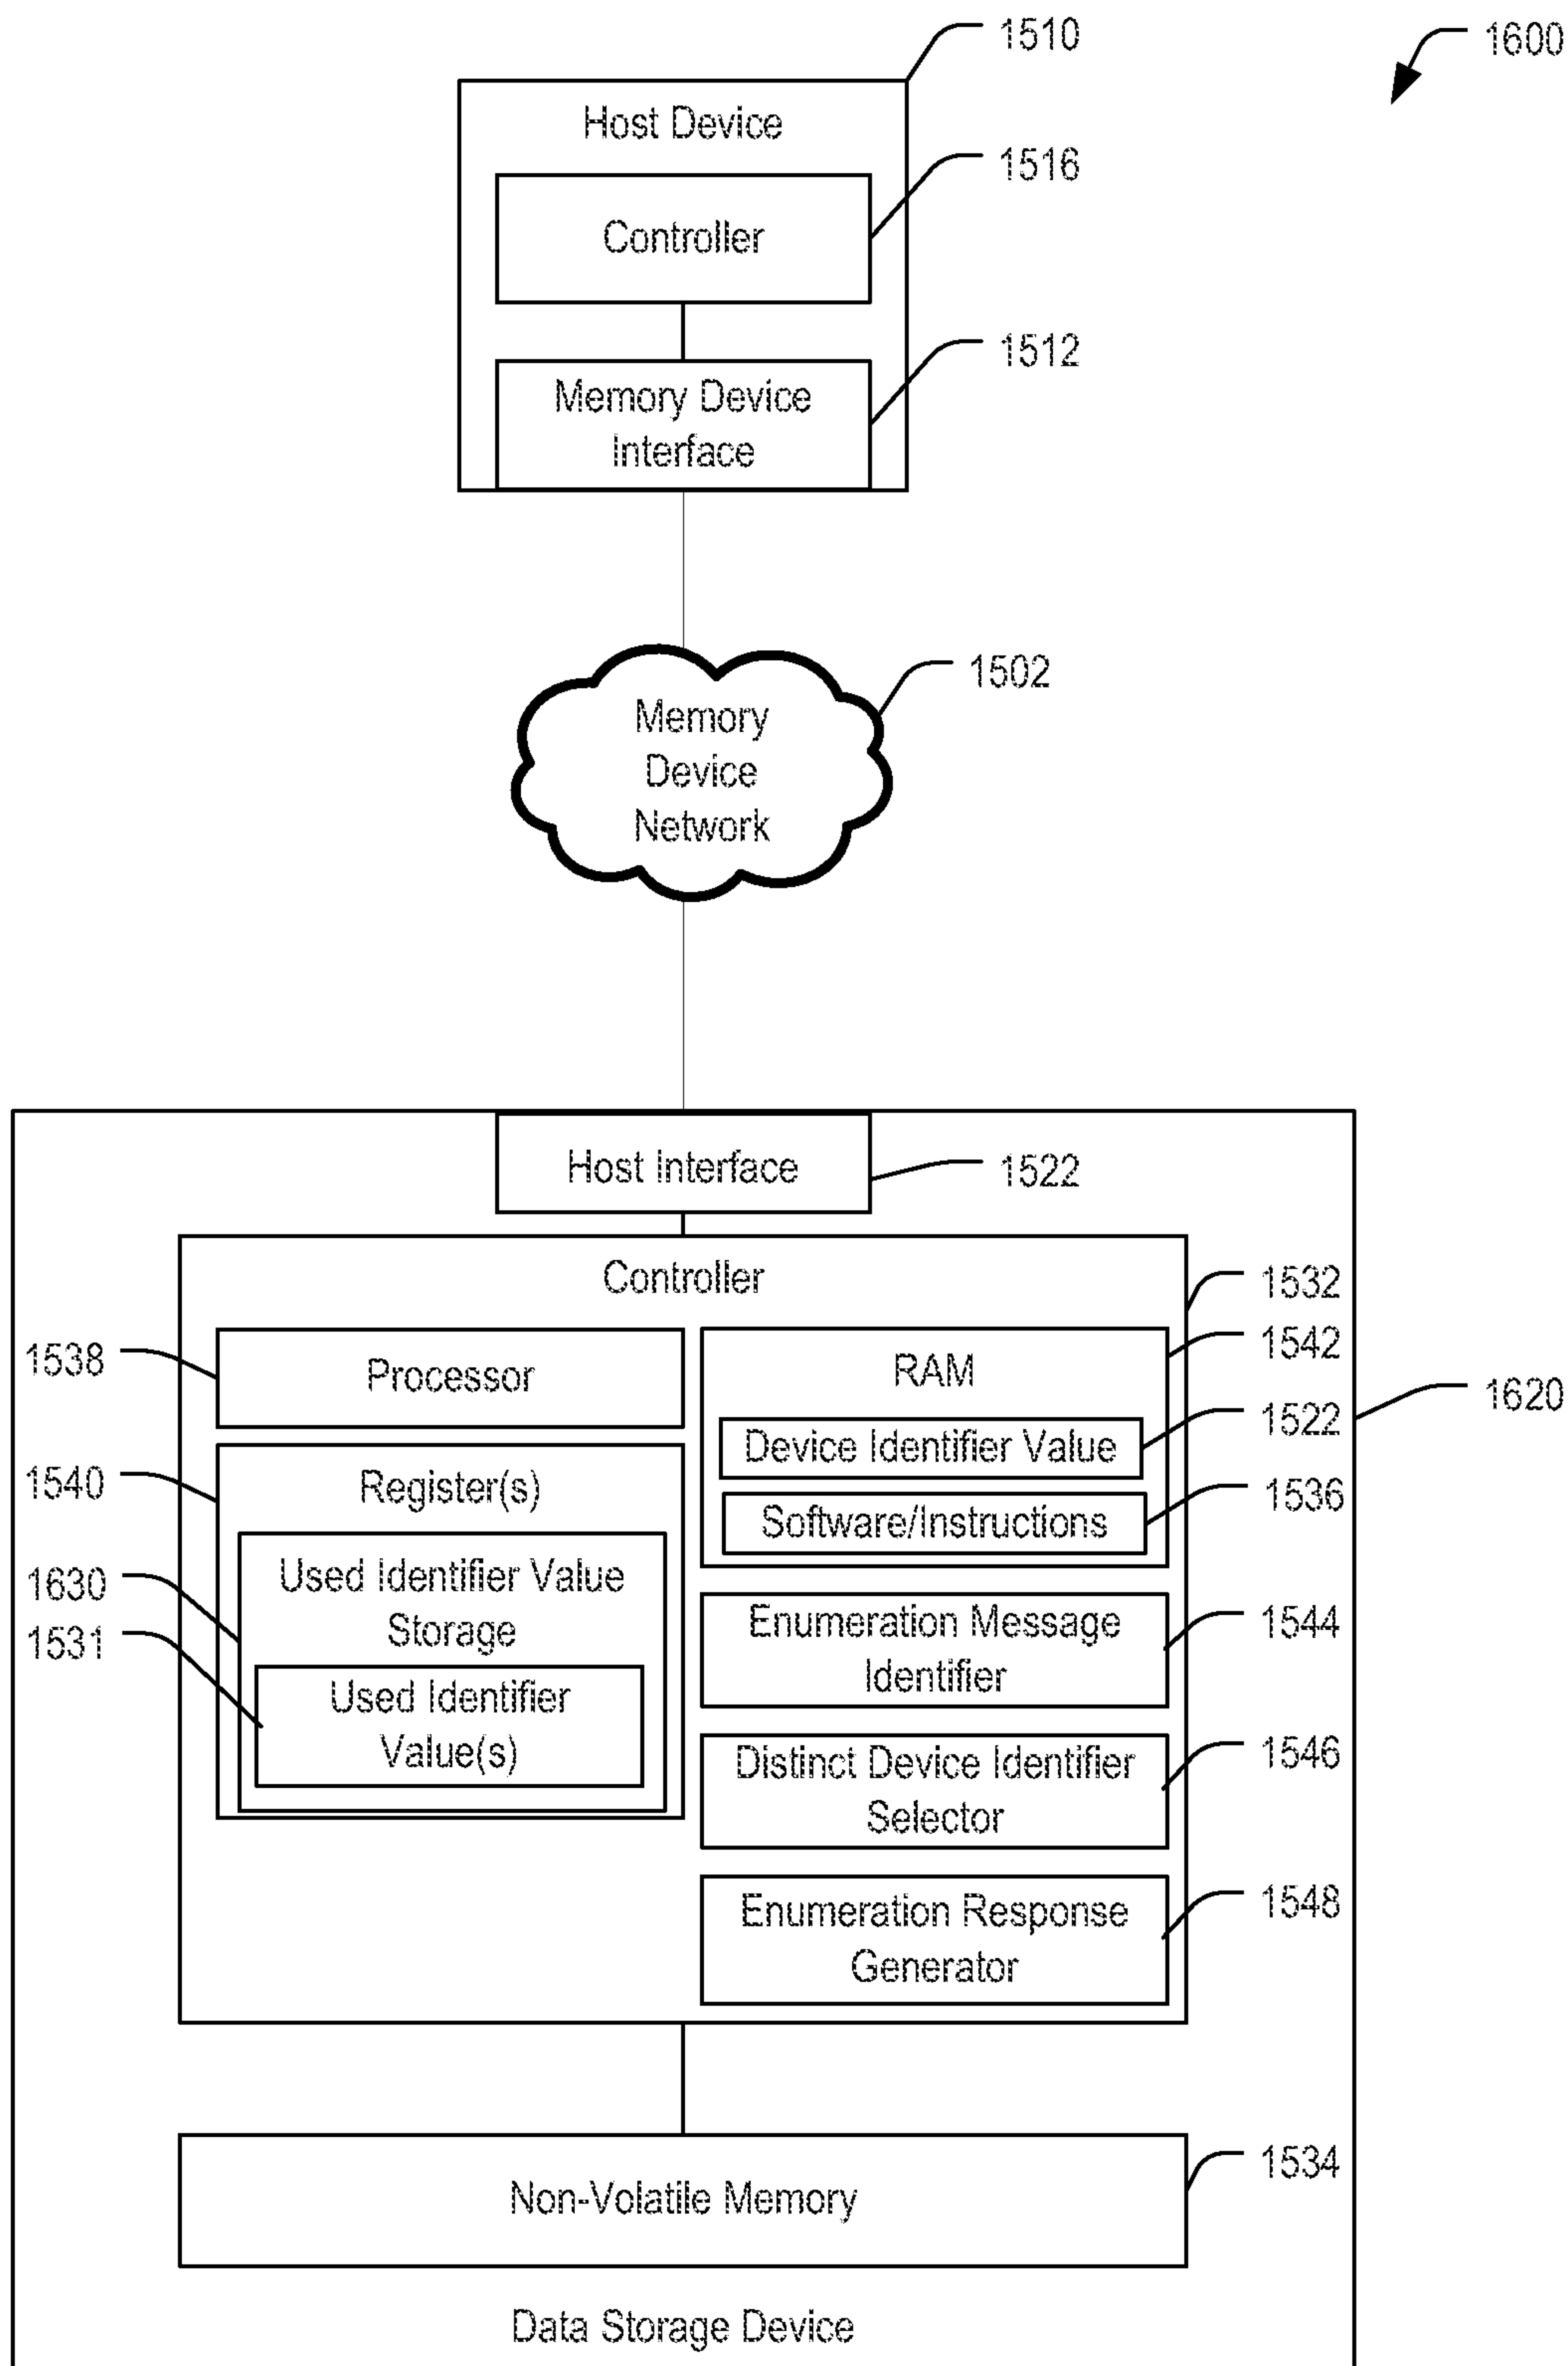 1510
1600
Host Device
1516
Controller
1512
Memory Device
Interface
1502
Memory
Device
Network
Host Interface
1522
Controller
1532
1538
Processor
RAM
1542
1620
Device Identifier Value
1522
1540
Register(s)
Software/Instructions
1536
1630
Used Identifier Value
Storage
1531
Used Identifier
Value(s)
Enumeration Message
Identifier
1544
Distinct Device Identifier
Selector
1546
Enumeration Response
Generator
1548
Non-Volatile Memory
1534
Data Storage Device